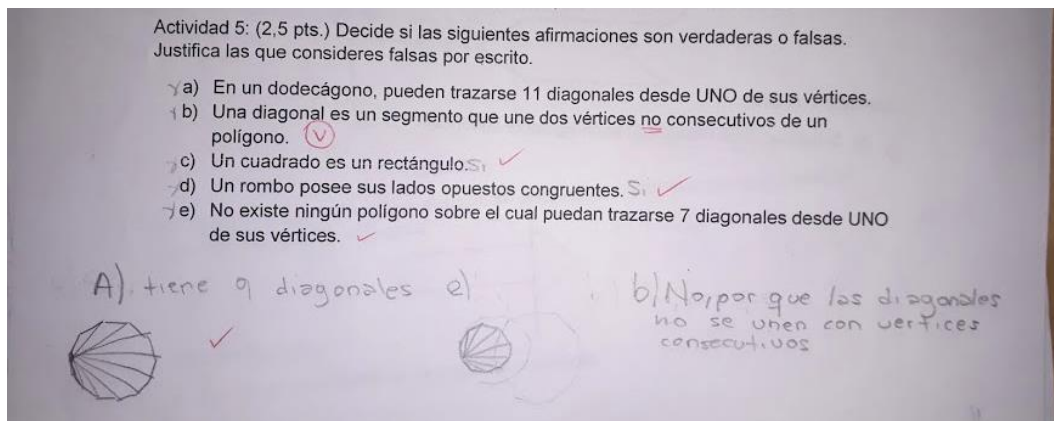 Actividad 5: (2,5 pts.) Decide si las siguientes afirmaciones son verdaderas o falsas.
Justifica las que consideres falsas por escrito.
a) En un dodecágono, pueden trazarse 11 diagonales desde UNO de sus vértices.
b) Una diagonal es un segmento que une dos vértices no consecutivos de un
polígono. V
c) Un cuadrado es un rectángulo. Si
d) Un rombo posee sus lados opuestos congruentes. Si
e) No existe ningún polígono sobre el cual puedan trazarse 7 diagonales desde UNO
de sus vértices.
A). tiene 9 diagonales e)
b) No, por que las diagonales
no se unen con vertices
consecutivos